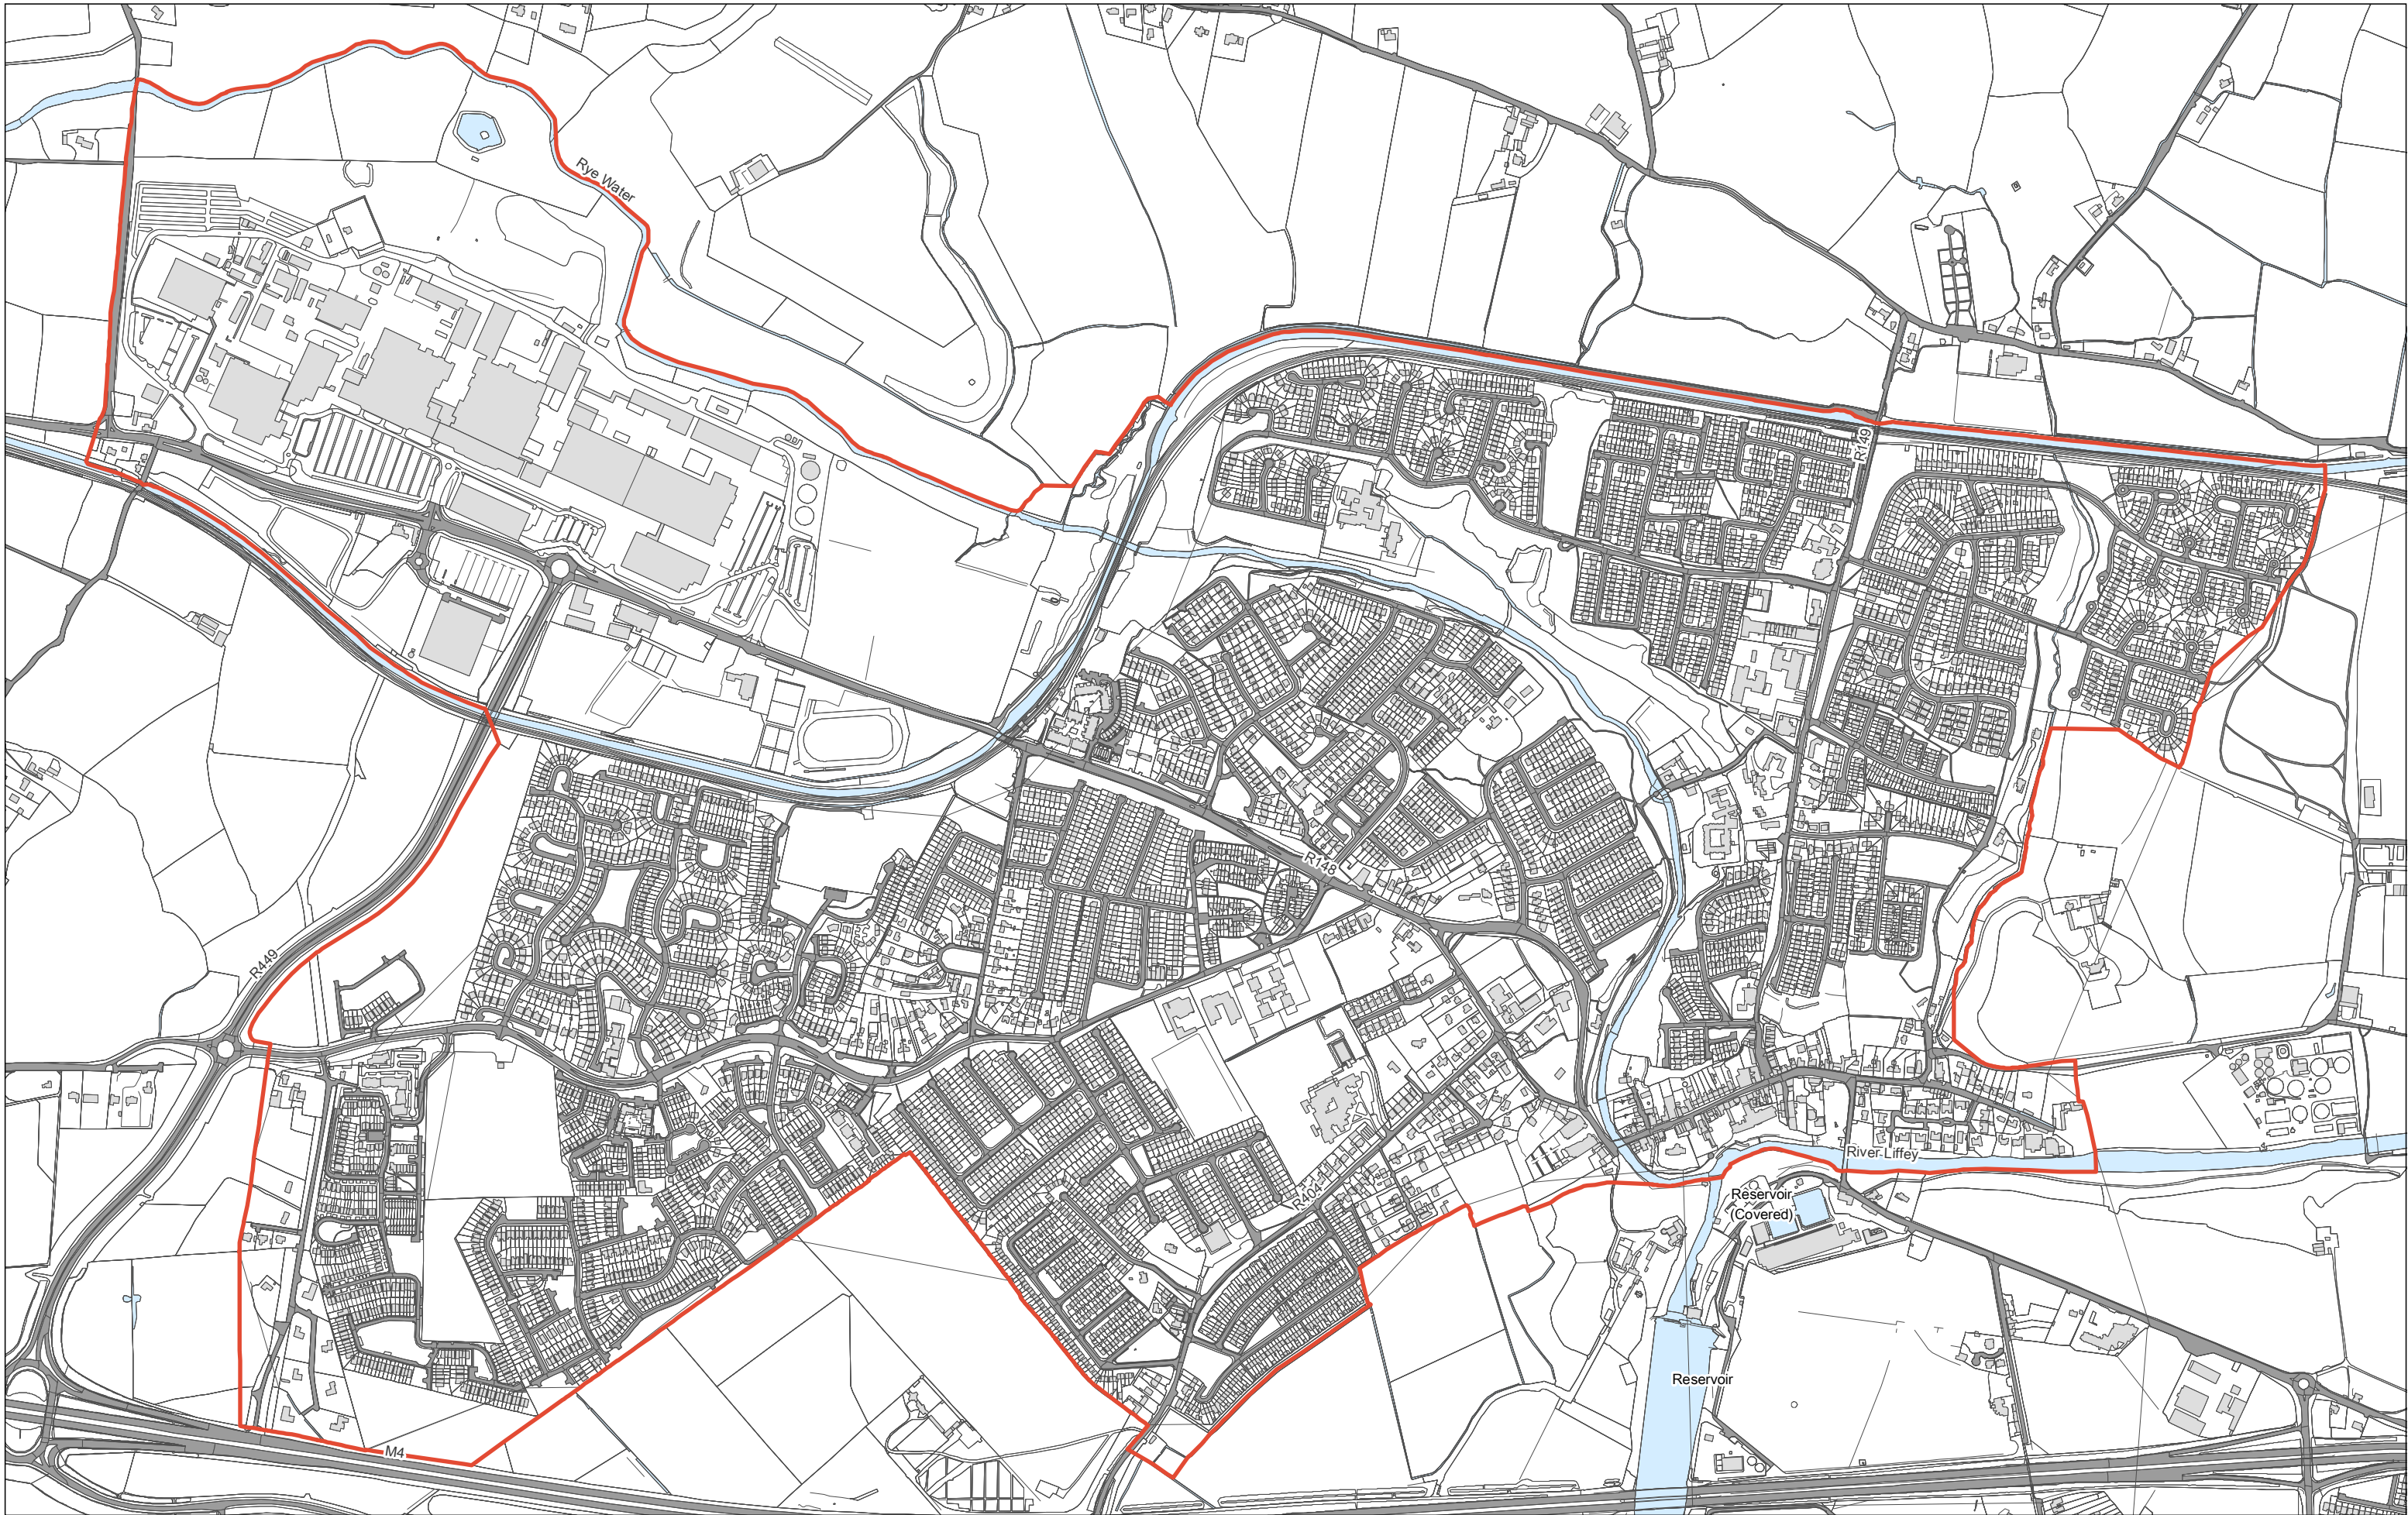 Rye Water
R149
R148
R449
River Liffey
R404
Reservoir
(Covered)
Reservoir
M4